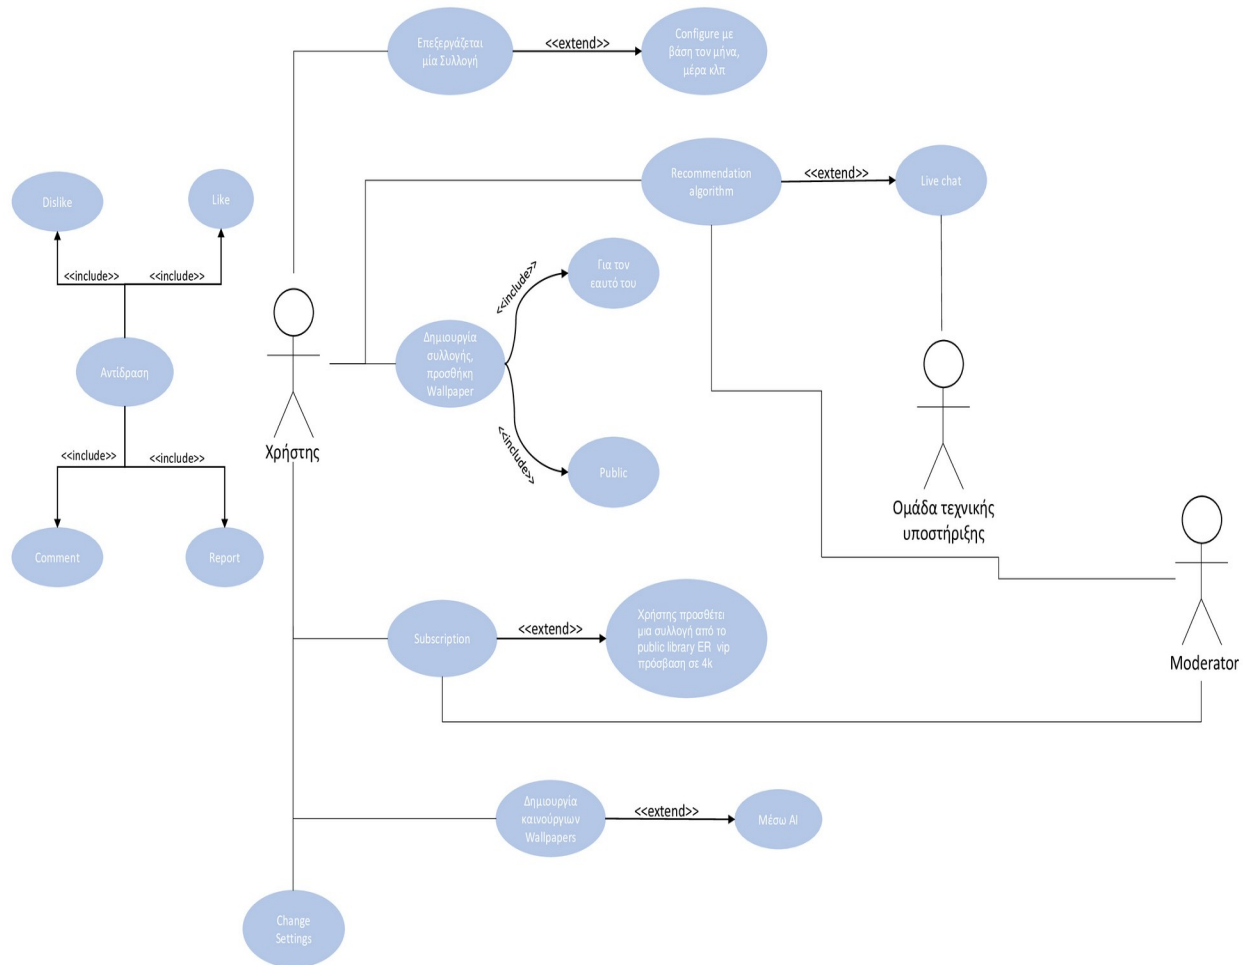 Επεξεργάζεται
μία Συλλογή
<<extend>>
Configure με
βάση τον μήνα,
μέρα κλπ
Recommendation
algorithm
<<extend>>
Live chat
Dislike
Like
<<include>>
<<include>>
Αντίδραση
<<include>>
<<include>>
Comment
Report
Χρήστης
Δημιουργία
συλλογής,
προσθήκη
Wallpaper
<<include>>
Για τον
εαυτό του
<<include>>
Public
Ομάδα τεχνικής
υποστήριξης
Moderator
Subscription
<<extend>>
Χρήστης προσθέτει
μια συλλογή από το
public library ER vip
πρόσβαση σε 4k
Δημιουργία
καινούργιων
Wallpapers
<<extend>>
Μέσω AI
Change
Settings